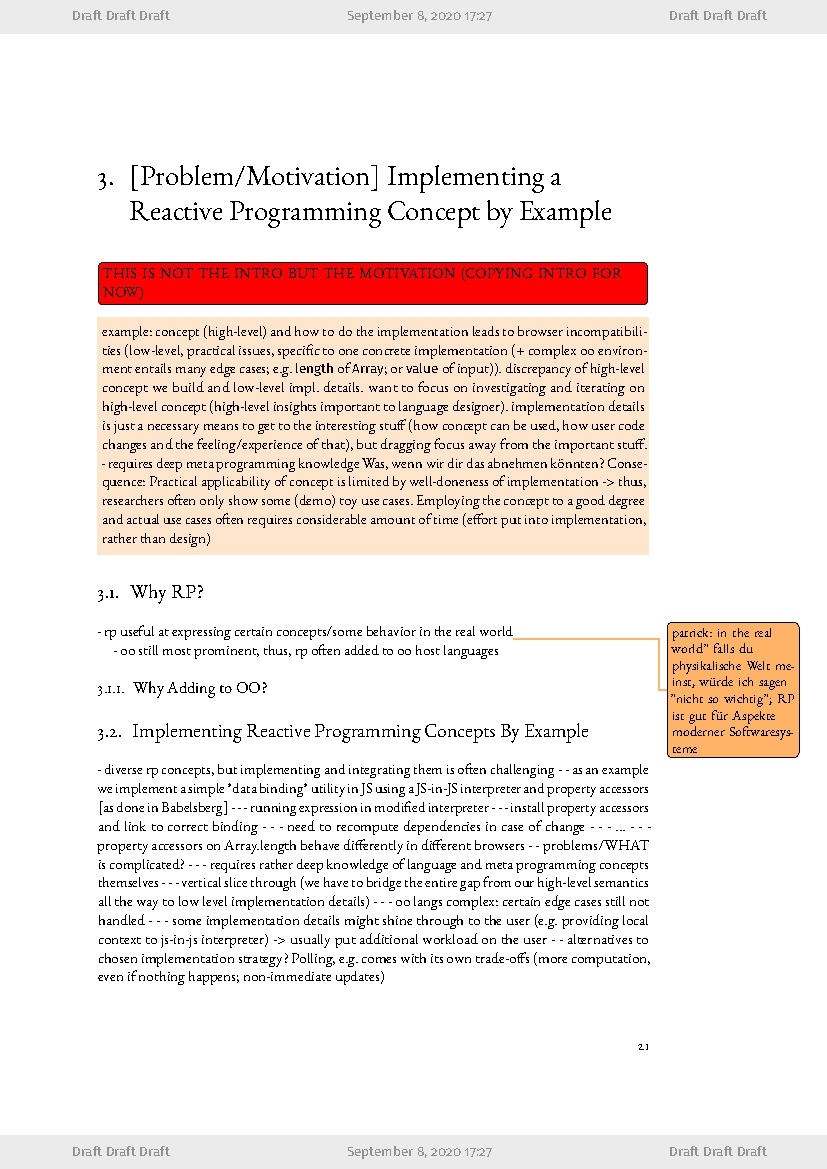 Draft Draft Draft September 8, 2020 17:27 Draft Draft Draft
3. [Problem/Motivation] Implementing a
Reactive Programming Concept by Example
THIS IS NOT THE INTRO BUT THE MOTIVATION (COPYING INTRO FOR
NOW)
example: concept (high-level) and how to do the implementation leads to browser incompatibili-
ties (low-level, practical issues, specific to one concrete implementation (+ complex oo environ-
ment entails many edge cases; e.g. length of Array; or value of input)). discrepancy of high-level
concept we build and low-level impl. details. want to focus on investigating and iterating on
high-level concept (high-level insights important to language designer). implementation details
is just a necessary means to get to the interesting stuff (how concept can be used, how user code
changes and the feeling/experience of that), but dragging focus away from the important stuff.
- requires deep meta programming knowledge Was, wenn wir dir das abnehmen könnten? Conse-
quence: Practical applicability of concept is limited by well-doneness of implementation -> thus,
researchers often only show some (demo) toy use cases. Employing the concept to a good degree
and actual use cases often requires considerable amount of time (effort put into implementation,
rather than design)
3.1. Why RP?
- rp useful at expressing certain concepts/some behavior in the real world
- oo still most prominent, thus, rp often added to oo host languages
patrick: in the real
world" falls du
physikalische Welt me-
inst, würde ich sagen
"nicht so wichtig"; RP
ist gut für Aspekte
moderner Softwaresys-
teme
3.1.1. Why Adding to OO?
3.2. Implementing Reactive Programming Concepts By Example
- diverse rp concepts, but implementing and integrating them is often challenging - - as an example
we implement a simple "data binding" utility in JS using a JS-in-JS interpreter and property accessors
[as done in Babelsberg] - - - running expression in modified interpreter - - - install property accessors
and link to correct binding - - - need to recompute dependencies in case of change - - - ... - - -
property accessors on Array.length behave differently in different browsers - - problems/WHAT
is complicated? - - - requires rather deep knowledge of language and meta programming concepts
themselves - - - vertical slice through (we have to bridge the entire gap from our high-level semantics
all the way to low level implementation details) - - - oo langs complex: certain edge cases still not
handled - - - some implementation details might shine through to the user (e.g. providing local
context to js-in-js interpreter) -> usually put additional workload on the user - - alternatives to
chosen implementation strategy? Polling, e.g. comes with its own trade-offs (more computation,
even if nothing happens; non-immediate updates)
21
Draft Draft Draft September 8, 2020 17:27 Draft Draft Draft